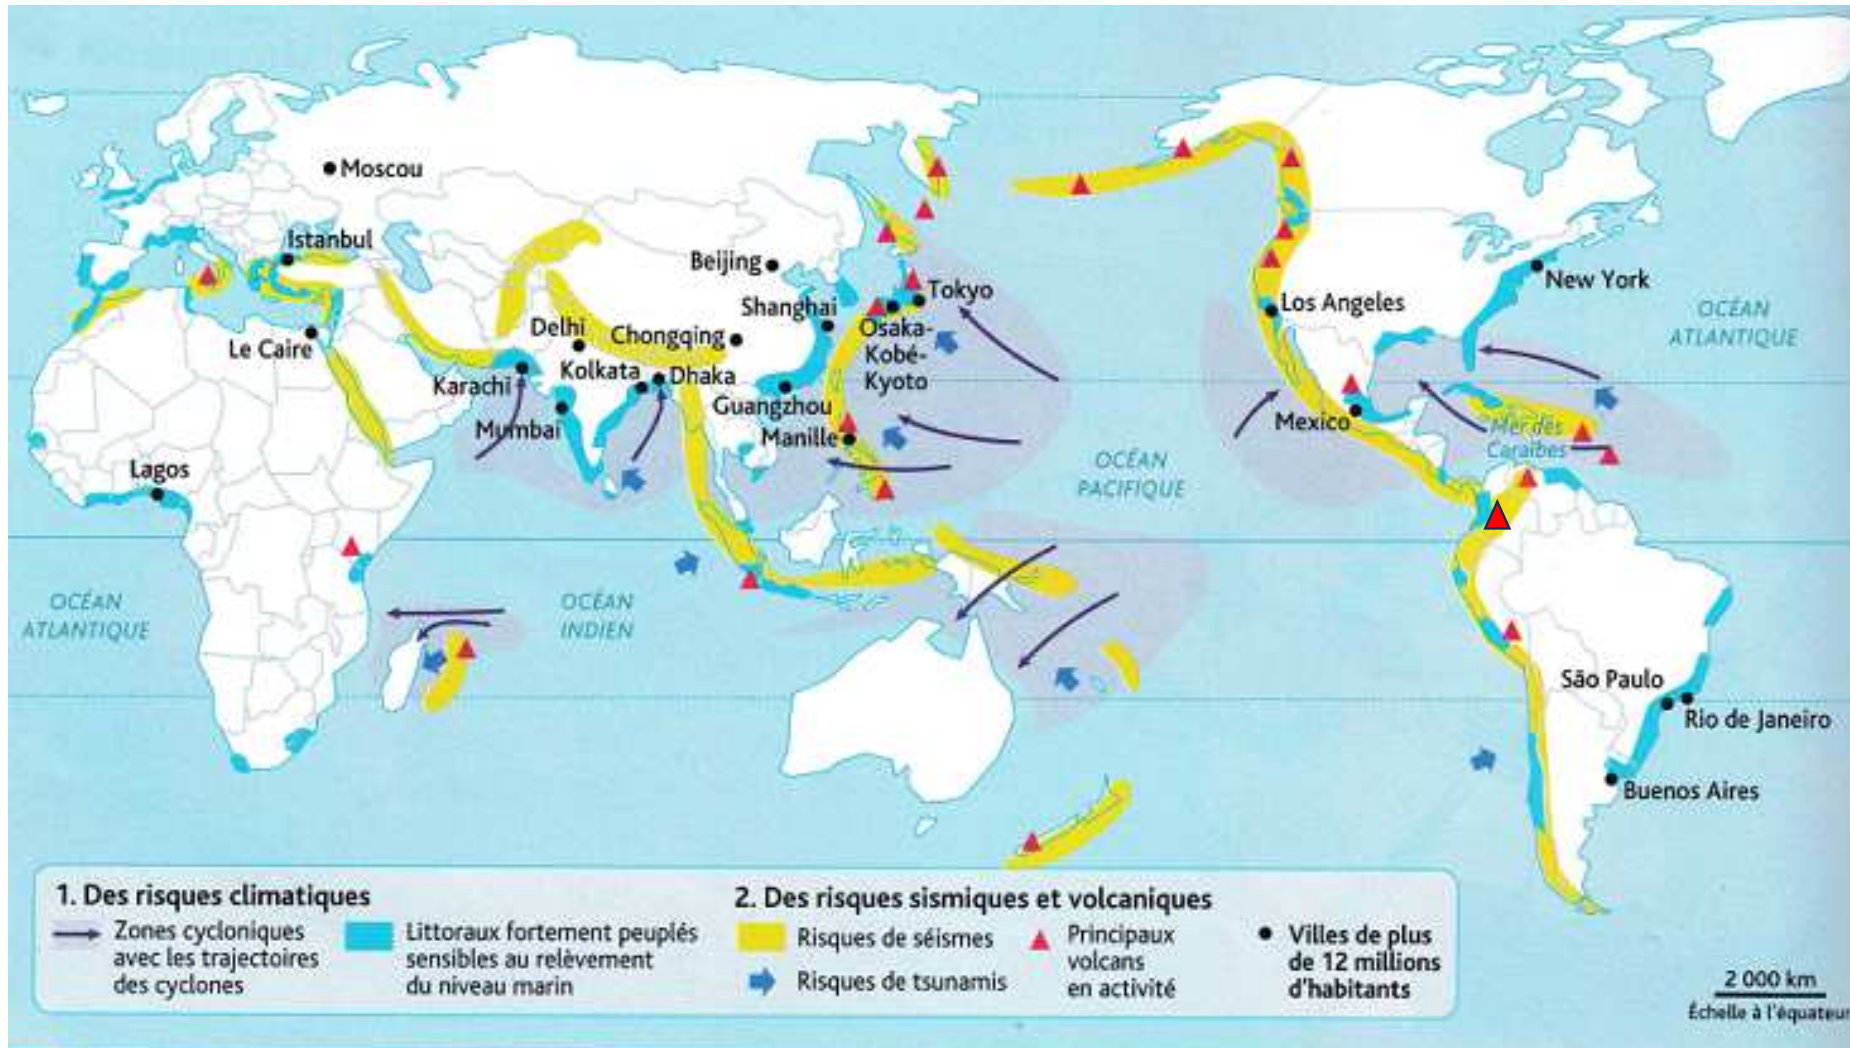 Moscou
Istanbul
Beijing
Shanghai
Tokyo
New York
Los Angeles
OCÉAN
ATLANTIQUE
Le Caire
Delhi
Chongqing
Osaka-
Kobé-
Kyoto
Karachi
Kolkata
Dhaka
Mumbai
Guangzhou
Manille
Mexico
Mer des
Caraïbes
Lagos
OCÉAN
PACIFIQUE
OCÉAN
ATLANTIQUE
OCÉAN
INDIEN
São Paulo
Rio de Janeiro
Buenos Aires
1. Des risques climatiques
Zones cycloniques
avec les trajectoires
des cyclones
Littoraux fortement peuplés
sensibles au relèvement
du niveau marin
2. Des risques sismiques et volcaniques
Risques de séismes
Risques de tsunamis
Principaux
volcans
en activité
Villes de plus
de 12 millions
d'habitants
2 000 km
Échelle à l'équateur